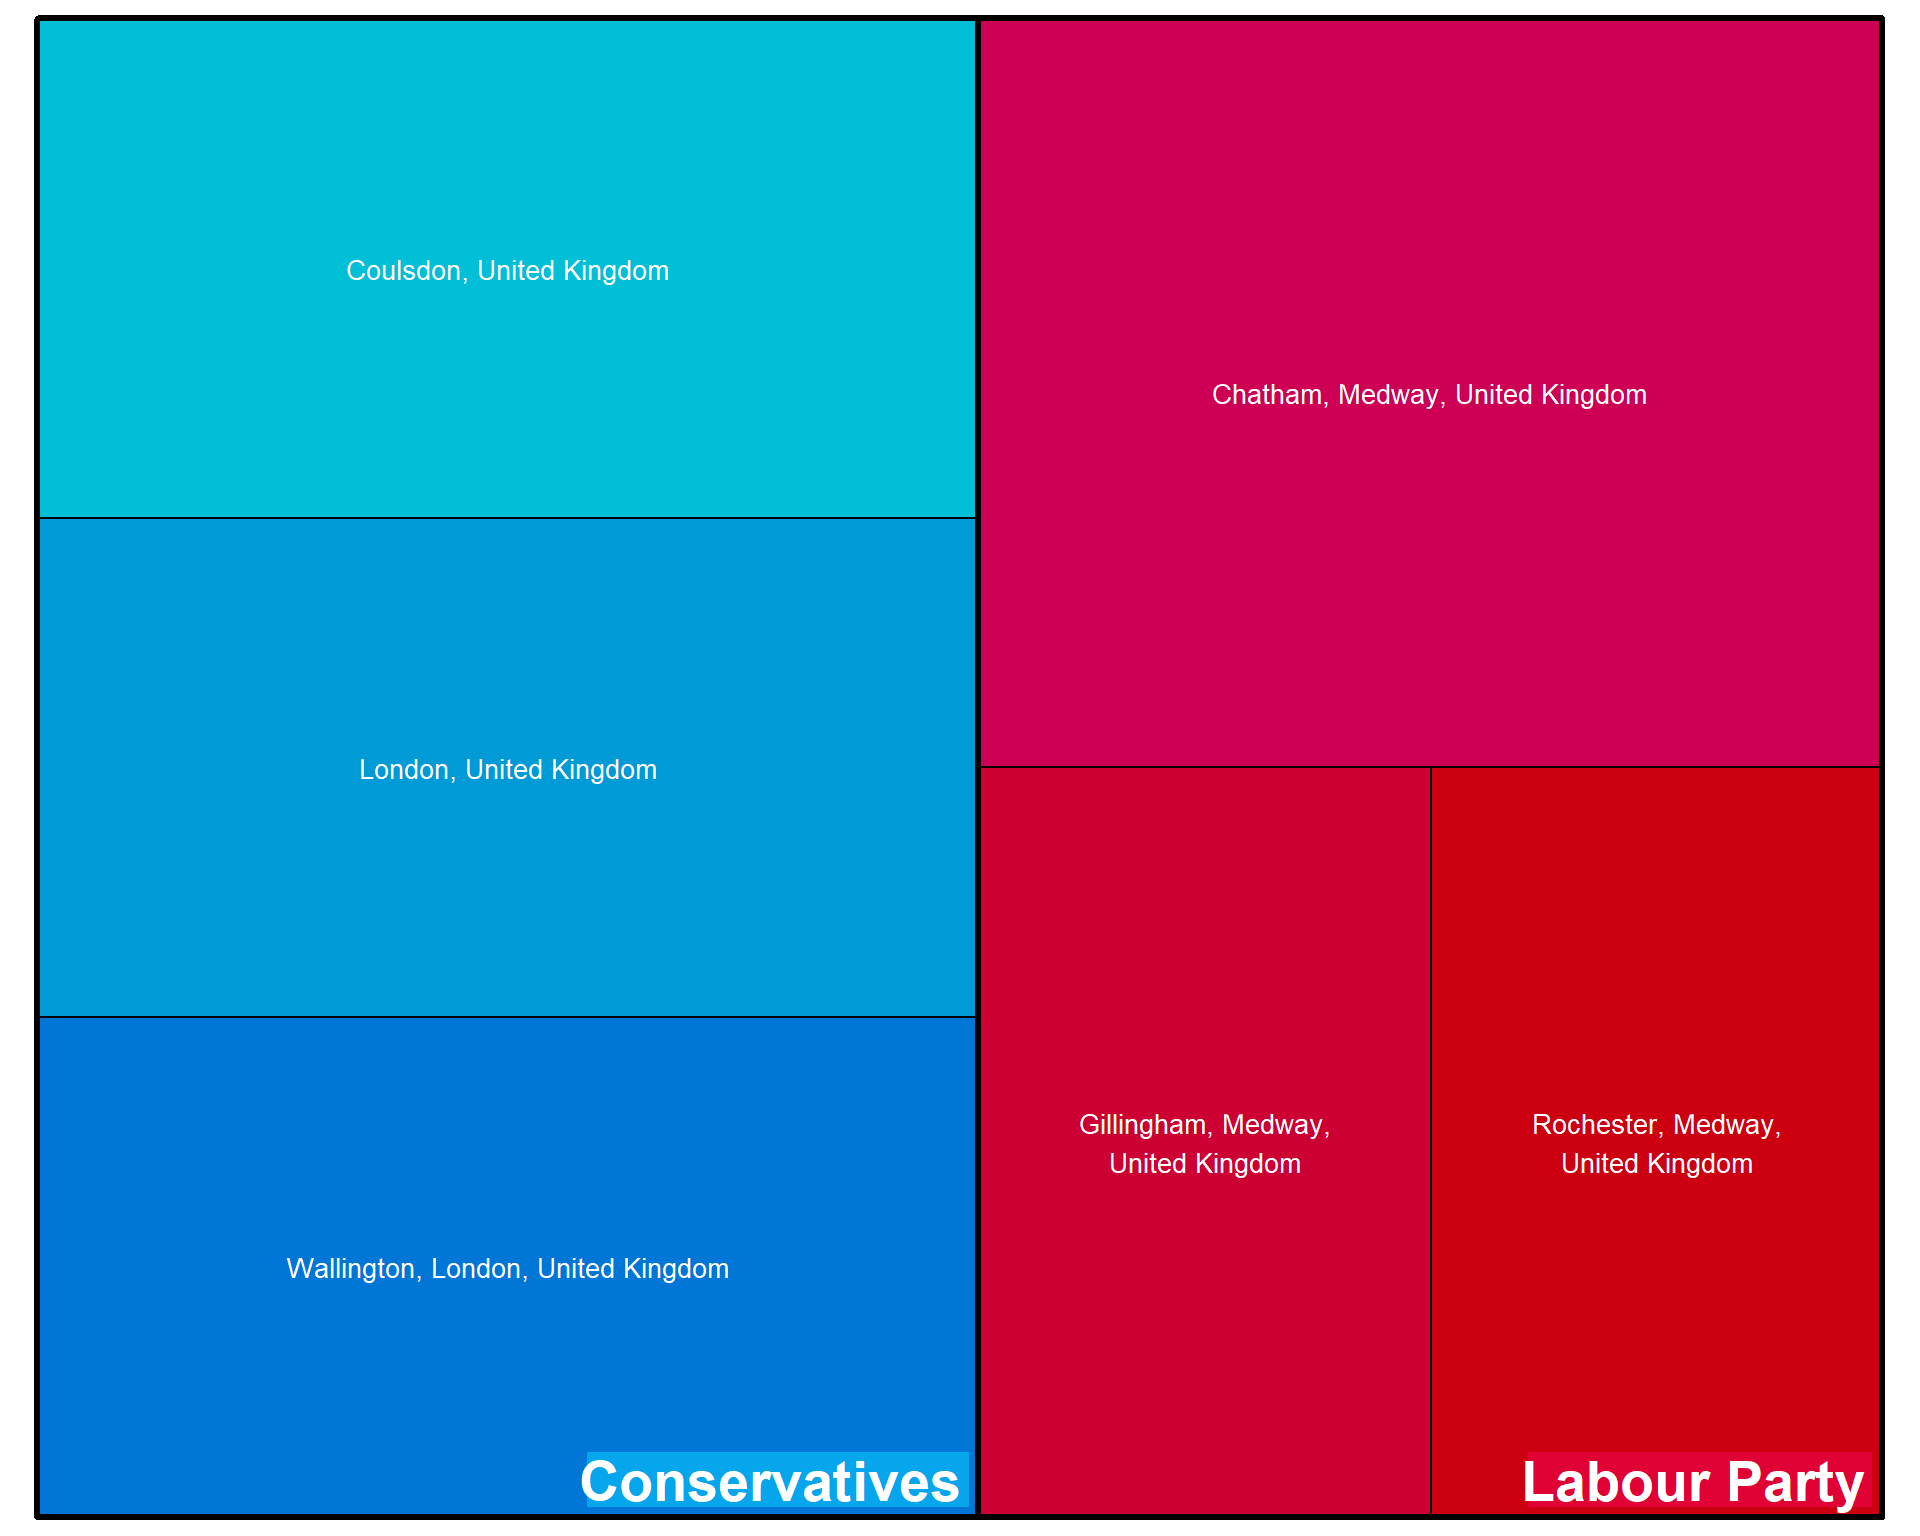 Coulsdon, United Kingdom
London, United Kingdom
Wallington, London, United Kingdom
Conservatives
Chatham, Medway, United Kingdom
Gillingham, Medway,
United Kingdom
Rochester, Medway,
United Kingdom
Labour Party